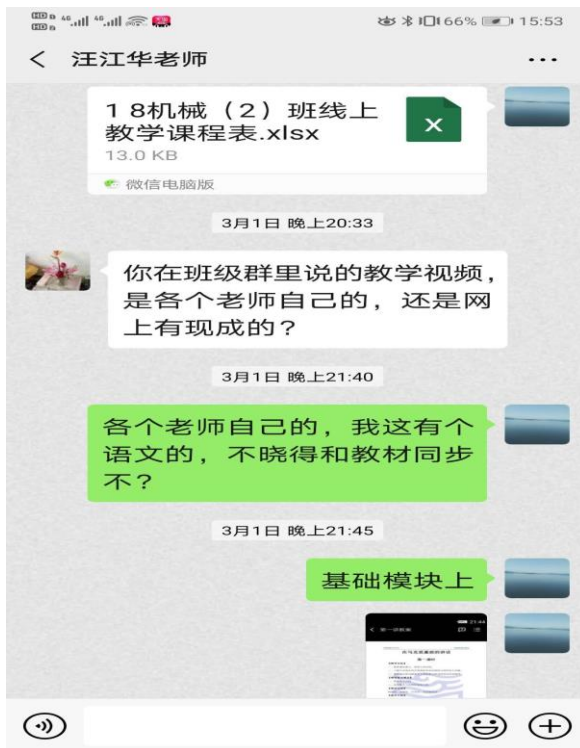 66% 15:53
汪江华老师
18机械（2）班线上
教学课程表.xlsx
13.0 KB
X
微信电脑版
3月1日 晚上20:33
你在班级群里说的教学视频，
是各个老师自己的，还是网
上有现成的？
3月1日 晚上21:40
各个老师自己的，我这有个
语文的，不晓得和教材同步
不？
3月1日 晚上21:45
基础模块上
21:44